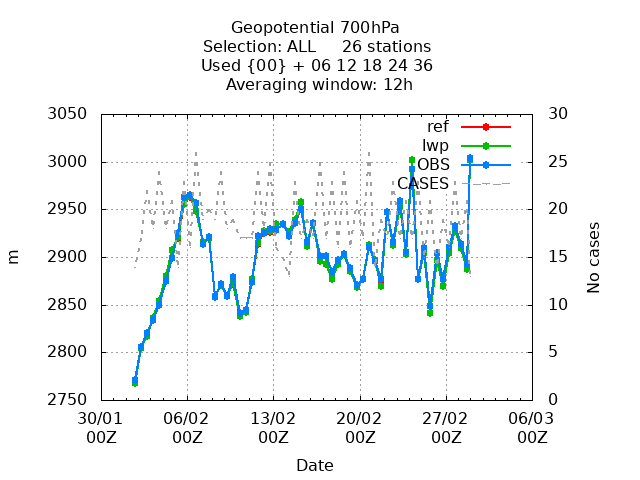 Geopotential 700hPa
Selection: ALL 26 stations
Used {00} + 06 12 18 24 36
Averaging window: 12h
3050 30
ref
lwp
OBS
CASES
3000 25
2950 20
2900 15
2850 10
2800 5
2750 0
m
No cases
30/01 06/02 13/02 20/02 27/02 06/03
00Z 00Z 00Z 00Z 00Z 00Z
Date